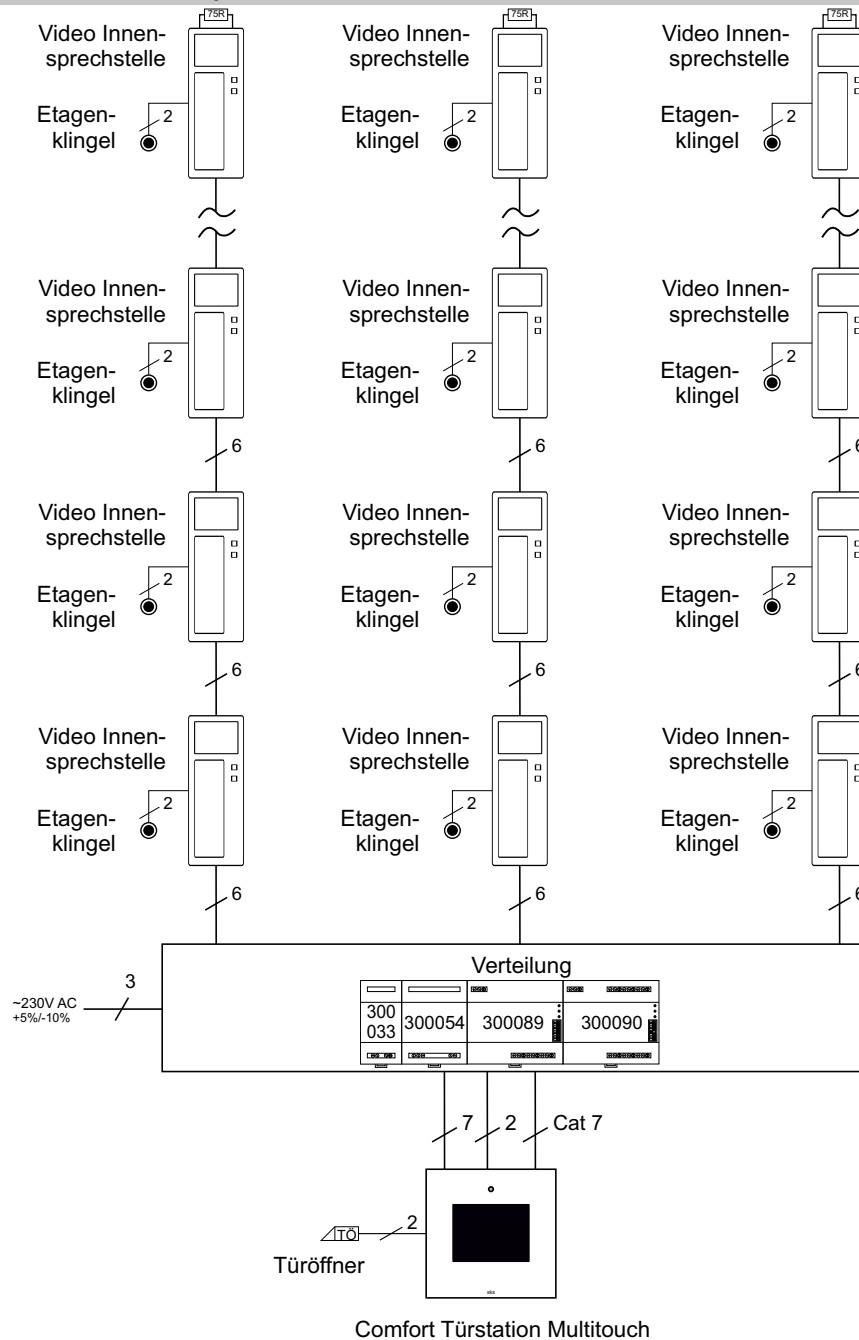 75R 75R 75R
Video Innen- Video Innen- Video Innen-
sprechstelle sprechstelle sprechstelle
Etagen- 2 Etagen- 2 Etagen- 2
klingel klingel klingel
Video Innen- Video Innen- Video Innen-
sprechstelle sprechstelle sprechstelle
Etagen- 2 Etagen- 2 Etagen- 2
klingel klingel klingel
6 6 6
Video Innen- Video Innen- Video Innen-
sprechstelle sprechstelle sprechstelle
Etagen- 2 Etagen- 2 Etagen- 2
klingel klingel klingel
6 6 6
Video Innen- Video Innen- Video Innen-
sprechstelle sprechstelle sprechstelle
Etagen- 2 Etagen- 2 Etagen- 2
klingel klingel klingel
6 6 6
Verteilung
3
~230V AC
+5%/-10%
300
033
300054 300089 300090
7 2 Cat 7
TÖ 2
Türöffner
sks
Comfort Türstation Multitouch